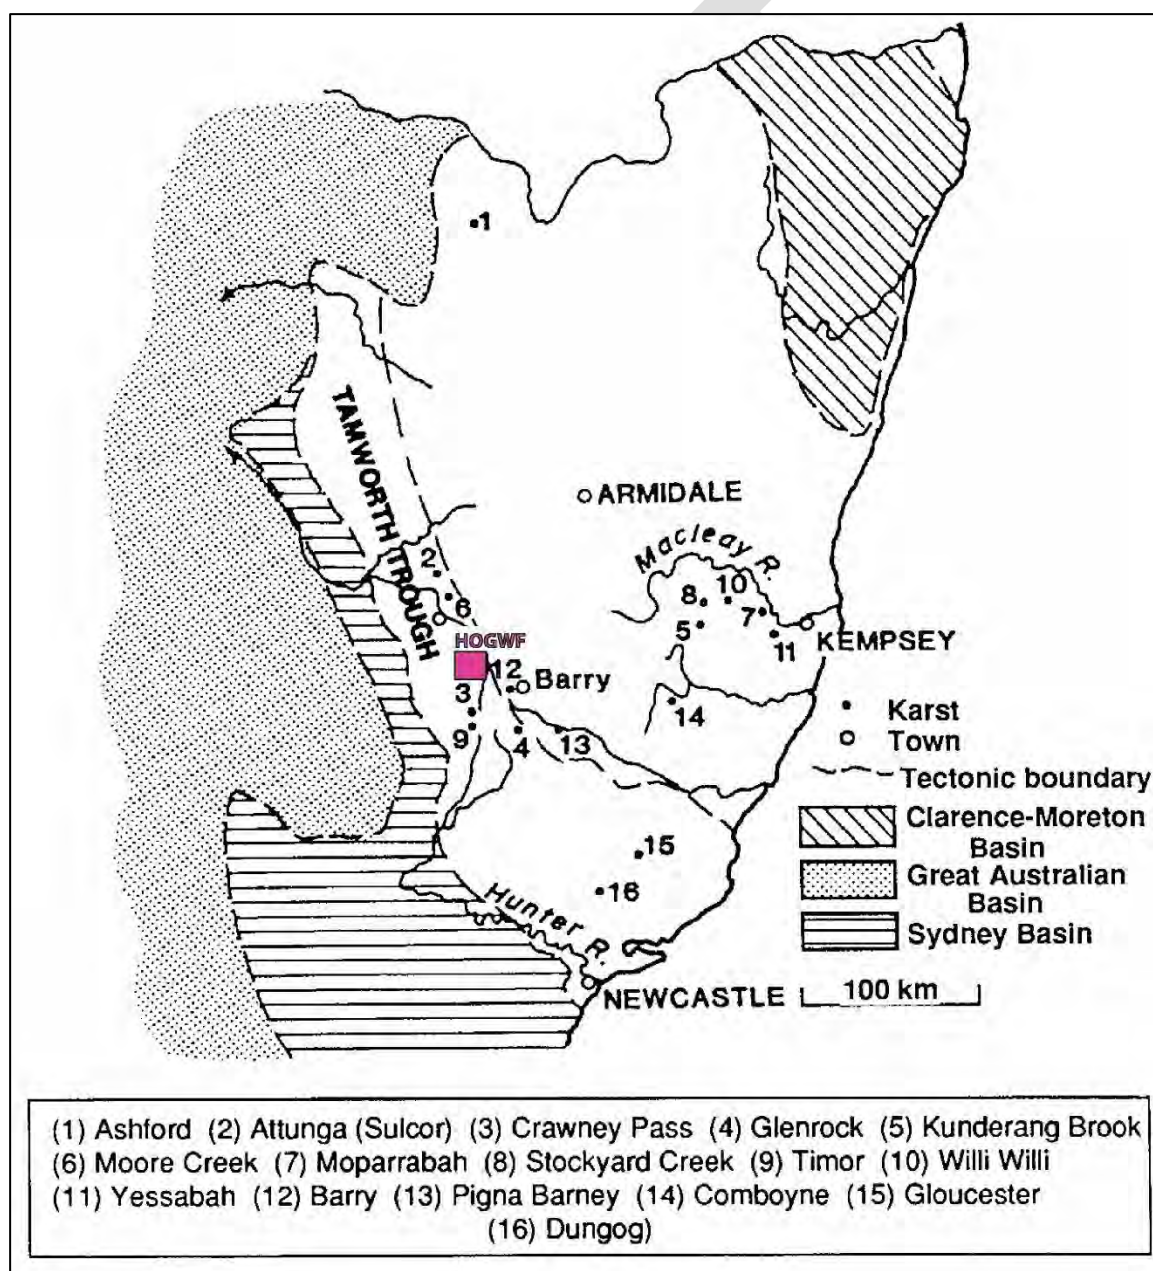 1
TAMWORTH TROUGH
ARMIDALE
Macleay R.
2
6
8
10
7
5
11
KEMPSEY
HOGWF
12
Barry
3
9
4
13
14
Karst
Town
Tectonic boundary
Clarence-Moreton
Basin
Great Australian
Basin
Sydney Basin
15
16
Hunter R.
NEWCASTLE
100 km
(1) Ashford (2) Attunga (Sulcor) (3) Crawney Pass (4) Glenrock (5) Kunderang Brook
(6) Moore Creek (7) Moparrabah (8) Stockyard Creek (9) Timor (10) Willi Willi
(11) Yessabah (12) Barry (13) Pigna Barney (14) Comboyne (15) Gloucester
(16) Dungog)